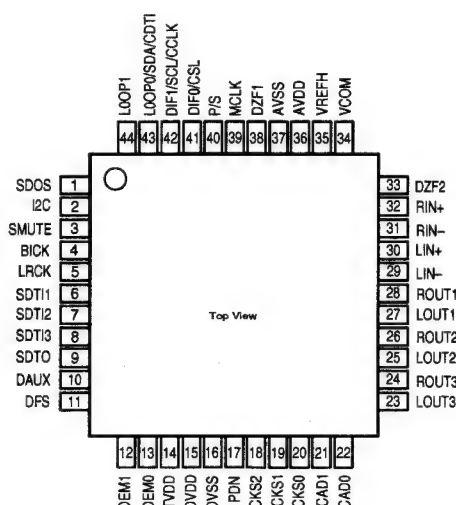 LOOP1
LOOP0/SDA/CDTI
DIF1/SCL/CCLK
DIF0/CSL
P/S
MCLK
DZF1
AVSS
AVDD
VREFH
VCOM
44 43 42 41 40 39 38 37 36 35 34
SDOS 1
I2C 2
SMUTE 3
BICK 4
LRCK 5
SDTI1 6
SDTI2 7
SDTI3 8
SDTO 9
DAUX 10
DFS 11
Top View
33 DZF2
32 RIN+
31 RIN–
30 LIN+
29 LIN–
28 ROUT1
27 LOUT1
26 ROUT2
25 LOUT2
24 ROUT3
23 LOUT3
12 13 14 15 16 17 18 19 20 21 22
DEM1
DEM0
TVDD
DVDD
DVSS
PDN
CKS2
CKS1
CKS0
CAD1
CAD0